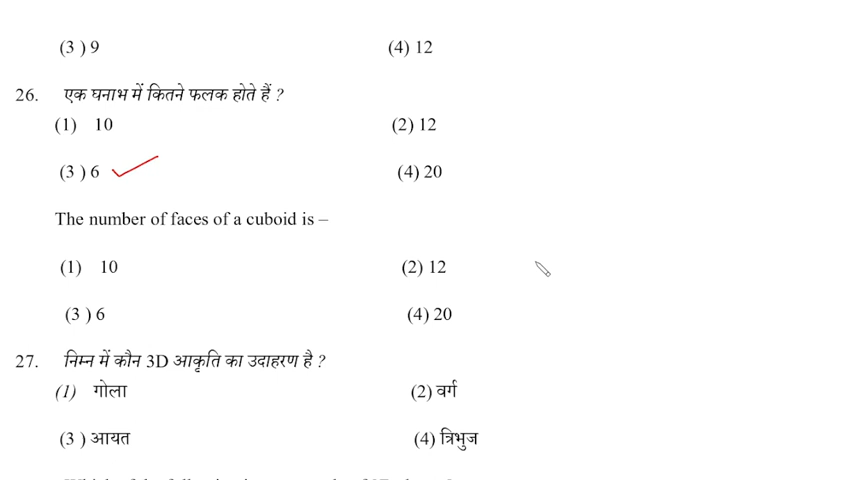 (3 ) 9 (4) 12
26. एक घनाभ में कितने फलक होते हैं ?
(1) 10 (2) 12
(3 ) 6 (4) 20
The number of faces of a cuboid is –
(1) 10 (2) 12
(3 ) 6 (4) 20
27. निम्न में कौन 3D आकृति का उदाहरण है ?
(1) गोला (2) वर्ग
(3 ) आयत (4) त्रिभुज